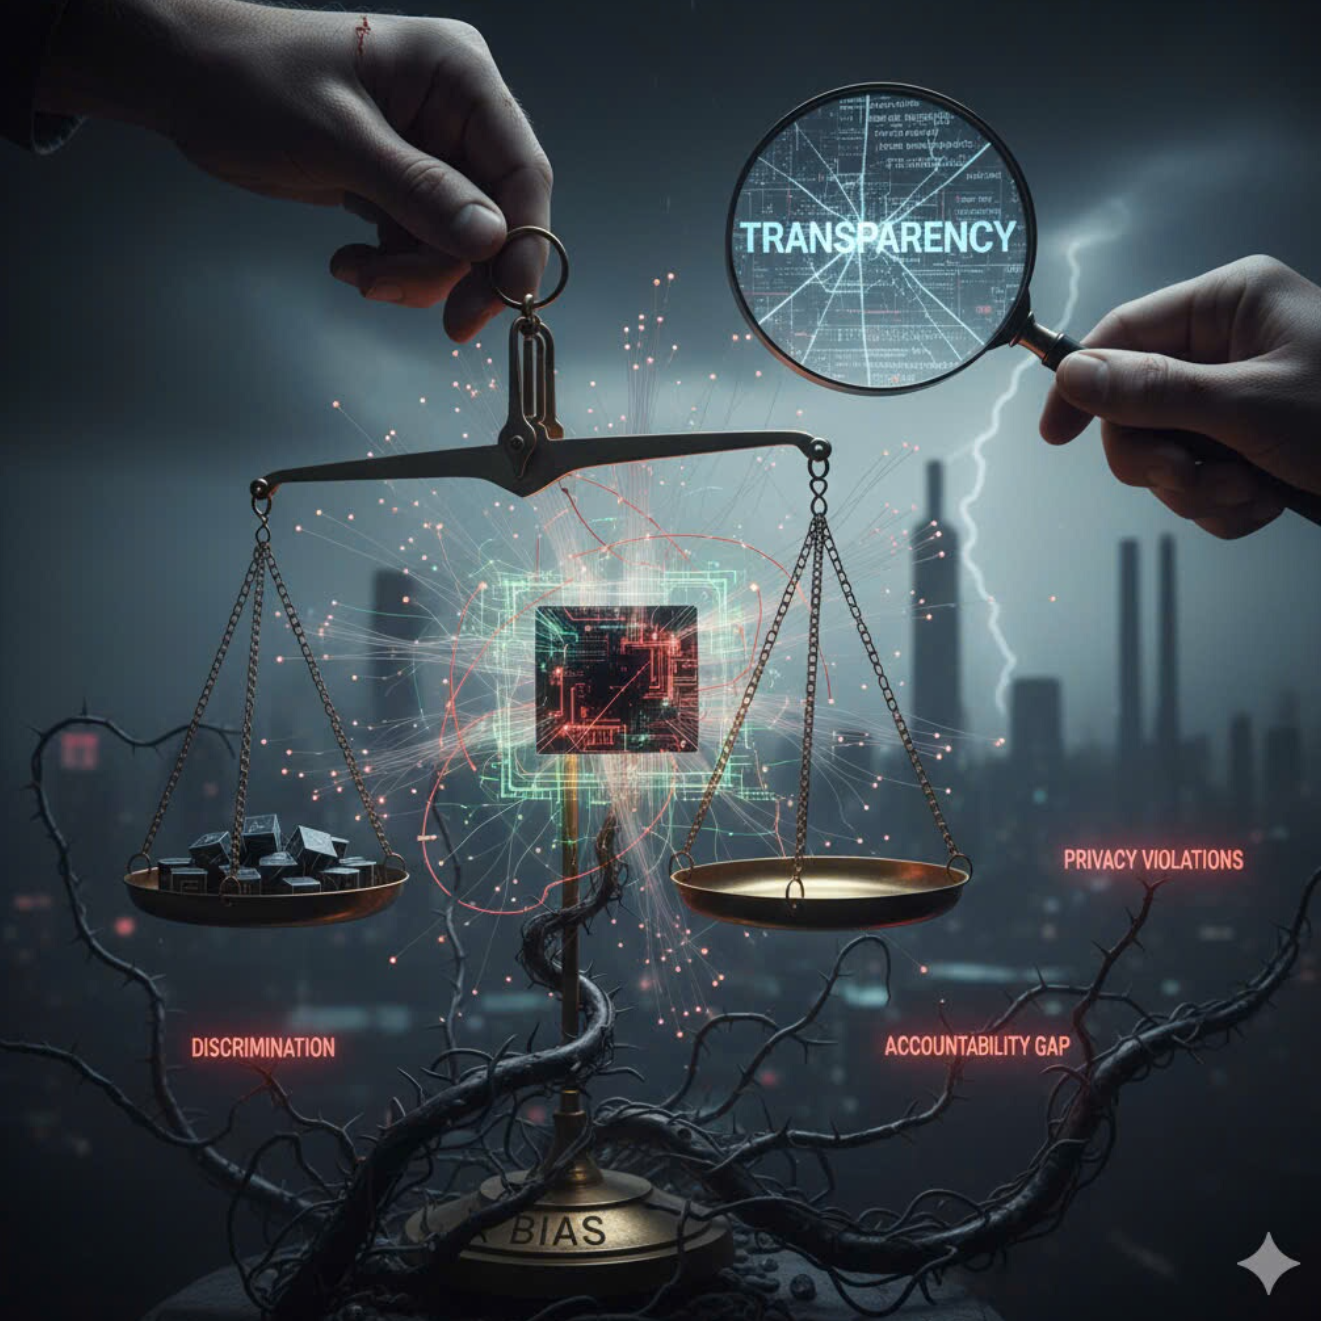 TRANSPARENCY
PRIVACY VIOLATIONS
DISCRIMINATION
ACCOUNTABILITY GAP
BIAS